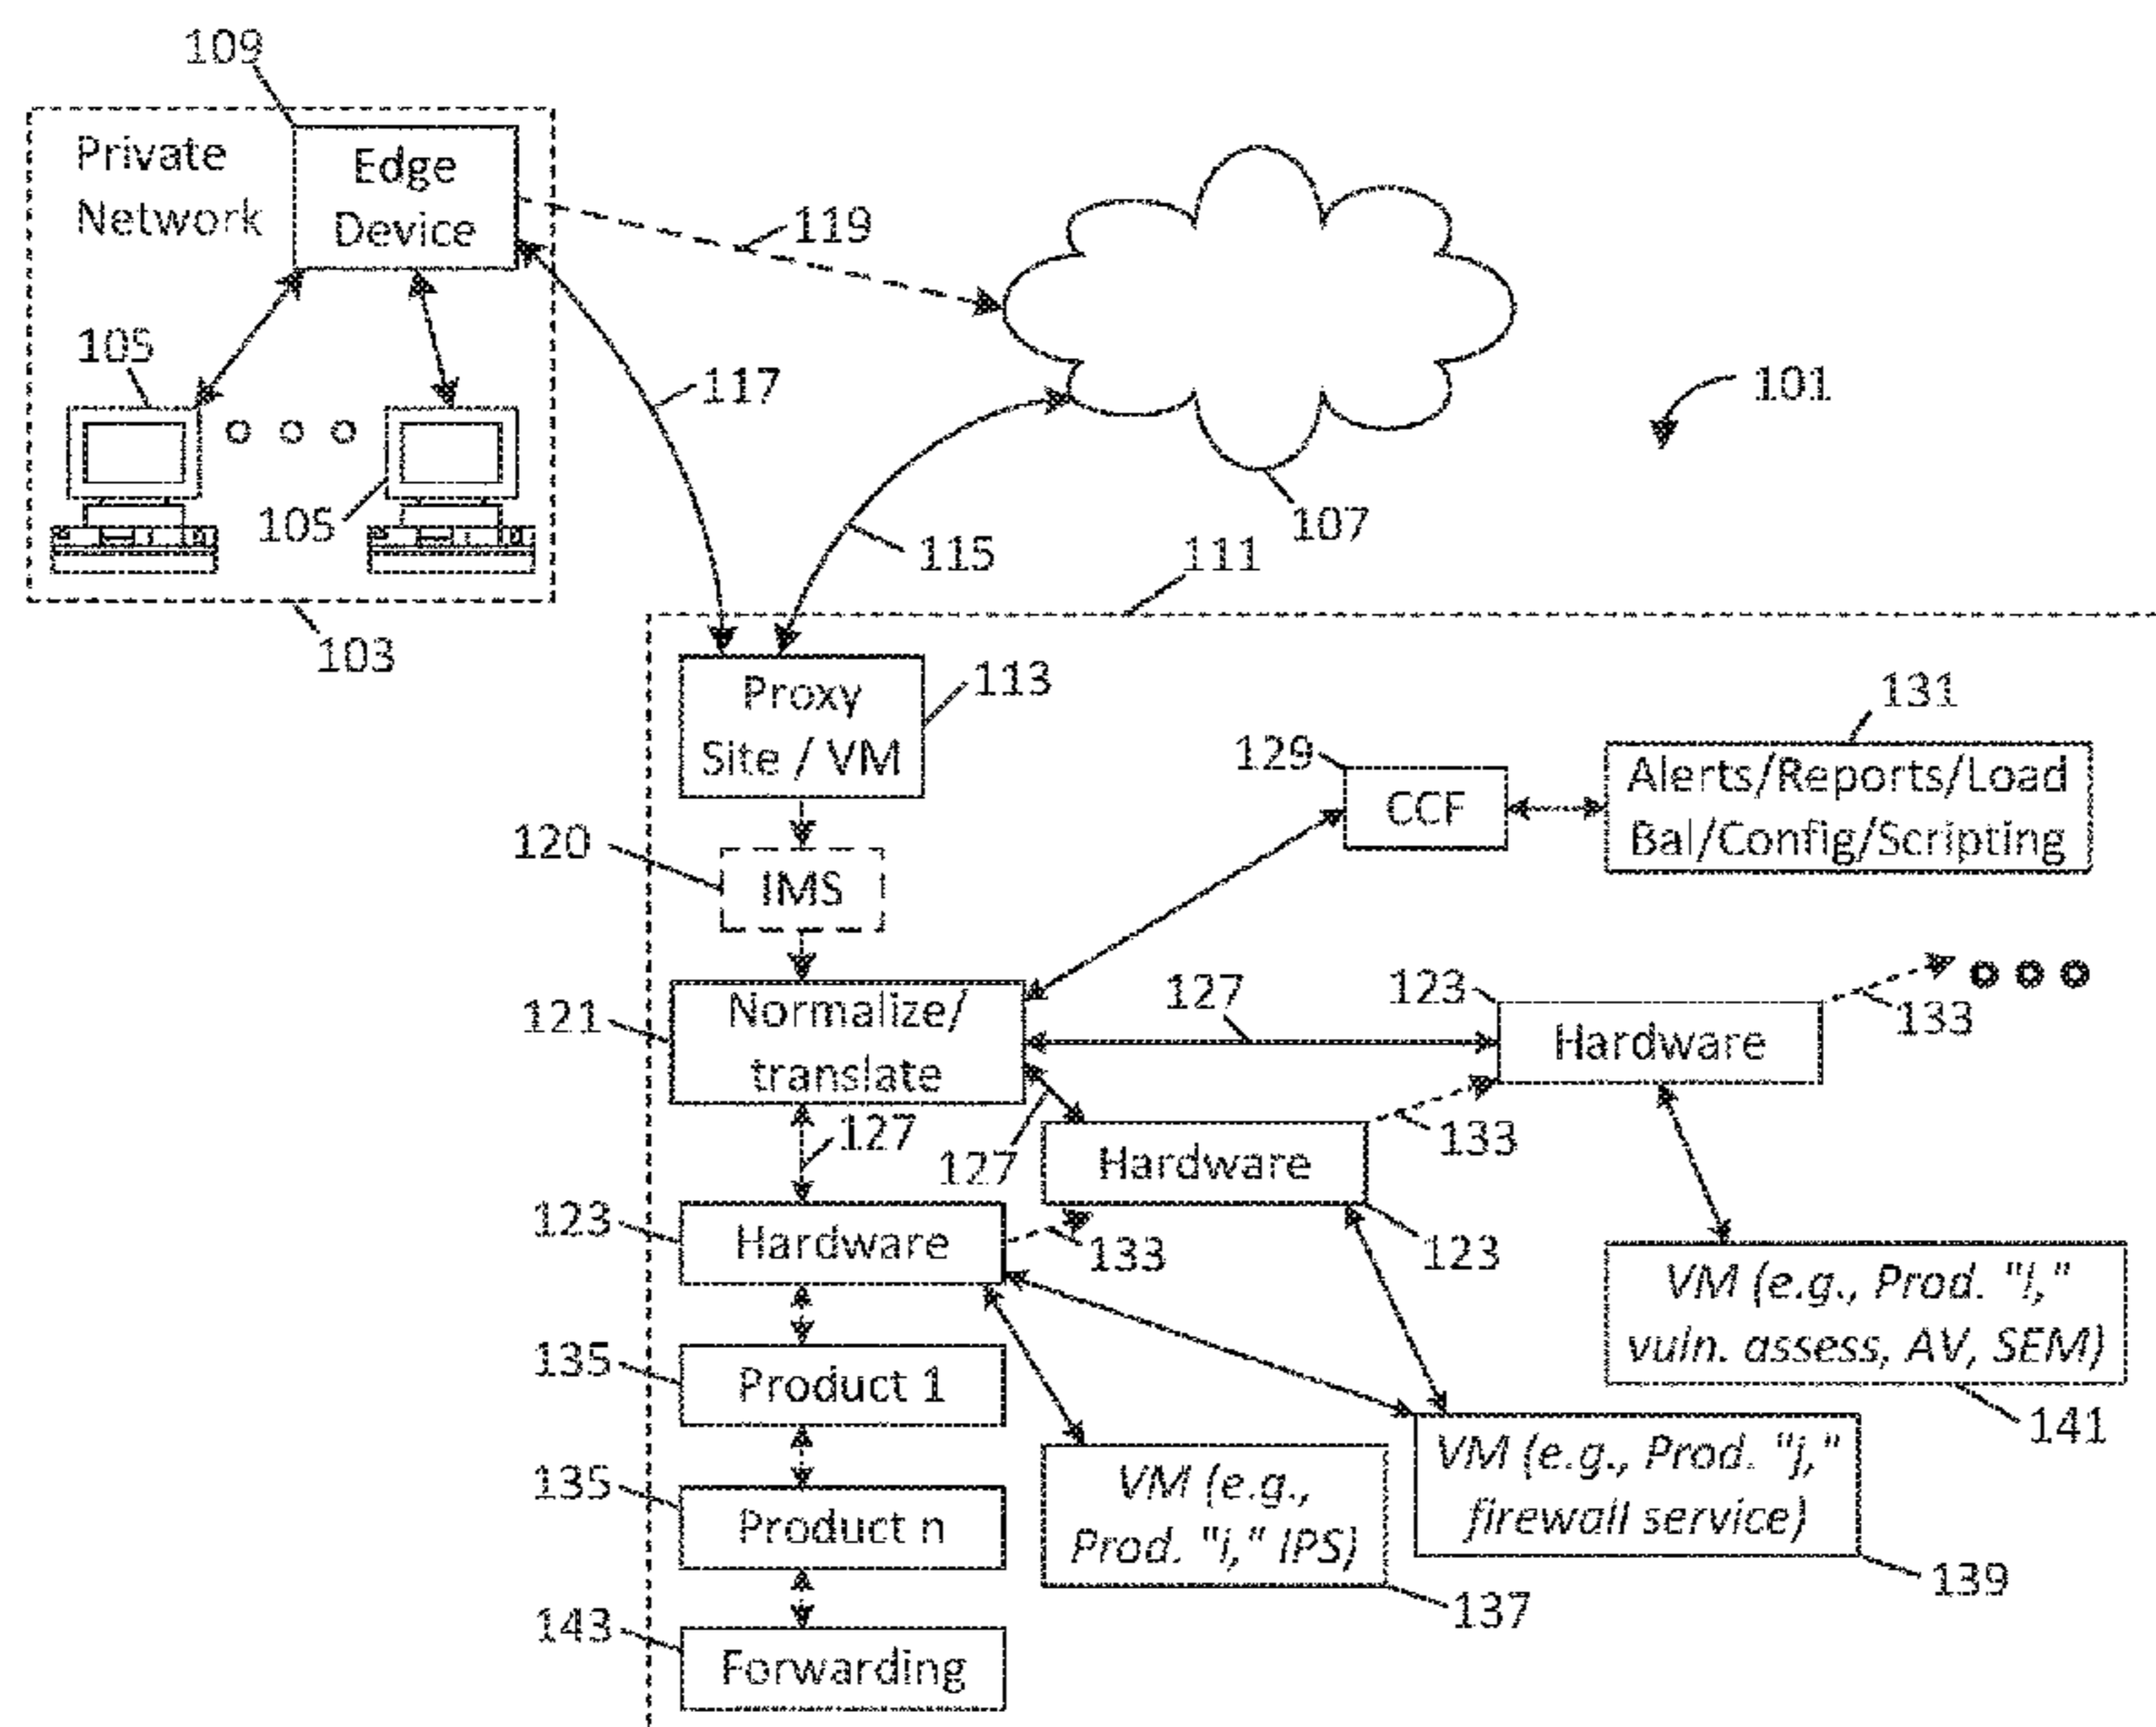 109
Private
Network
Edge
Device
119
105
117
101
105
107
115
111
103
Proxy
Site / VM
113
131
129
CCF
Alerts/Reports/Load
Bal/Config/Scripting
120
IMS
121
Normalize/
translate
127
123
Hardware
133
127
127
Hardware
133
123
Hardware
133
123
VM (e.g., Prod. "l,"
vuln. assess, AV, SEM)
135
Product 1
141
135
Product n
VM (e.g.,
Prod. "i," IPS)
VM (e.g., Prod. "j,"
firewall service)
139
137
143
Forwarding